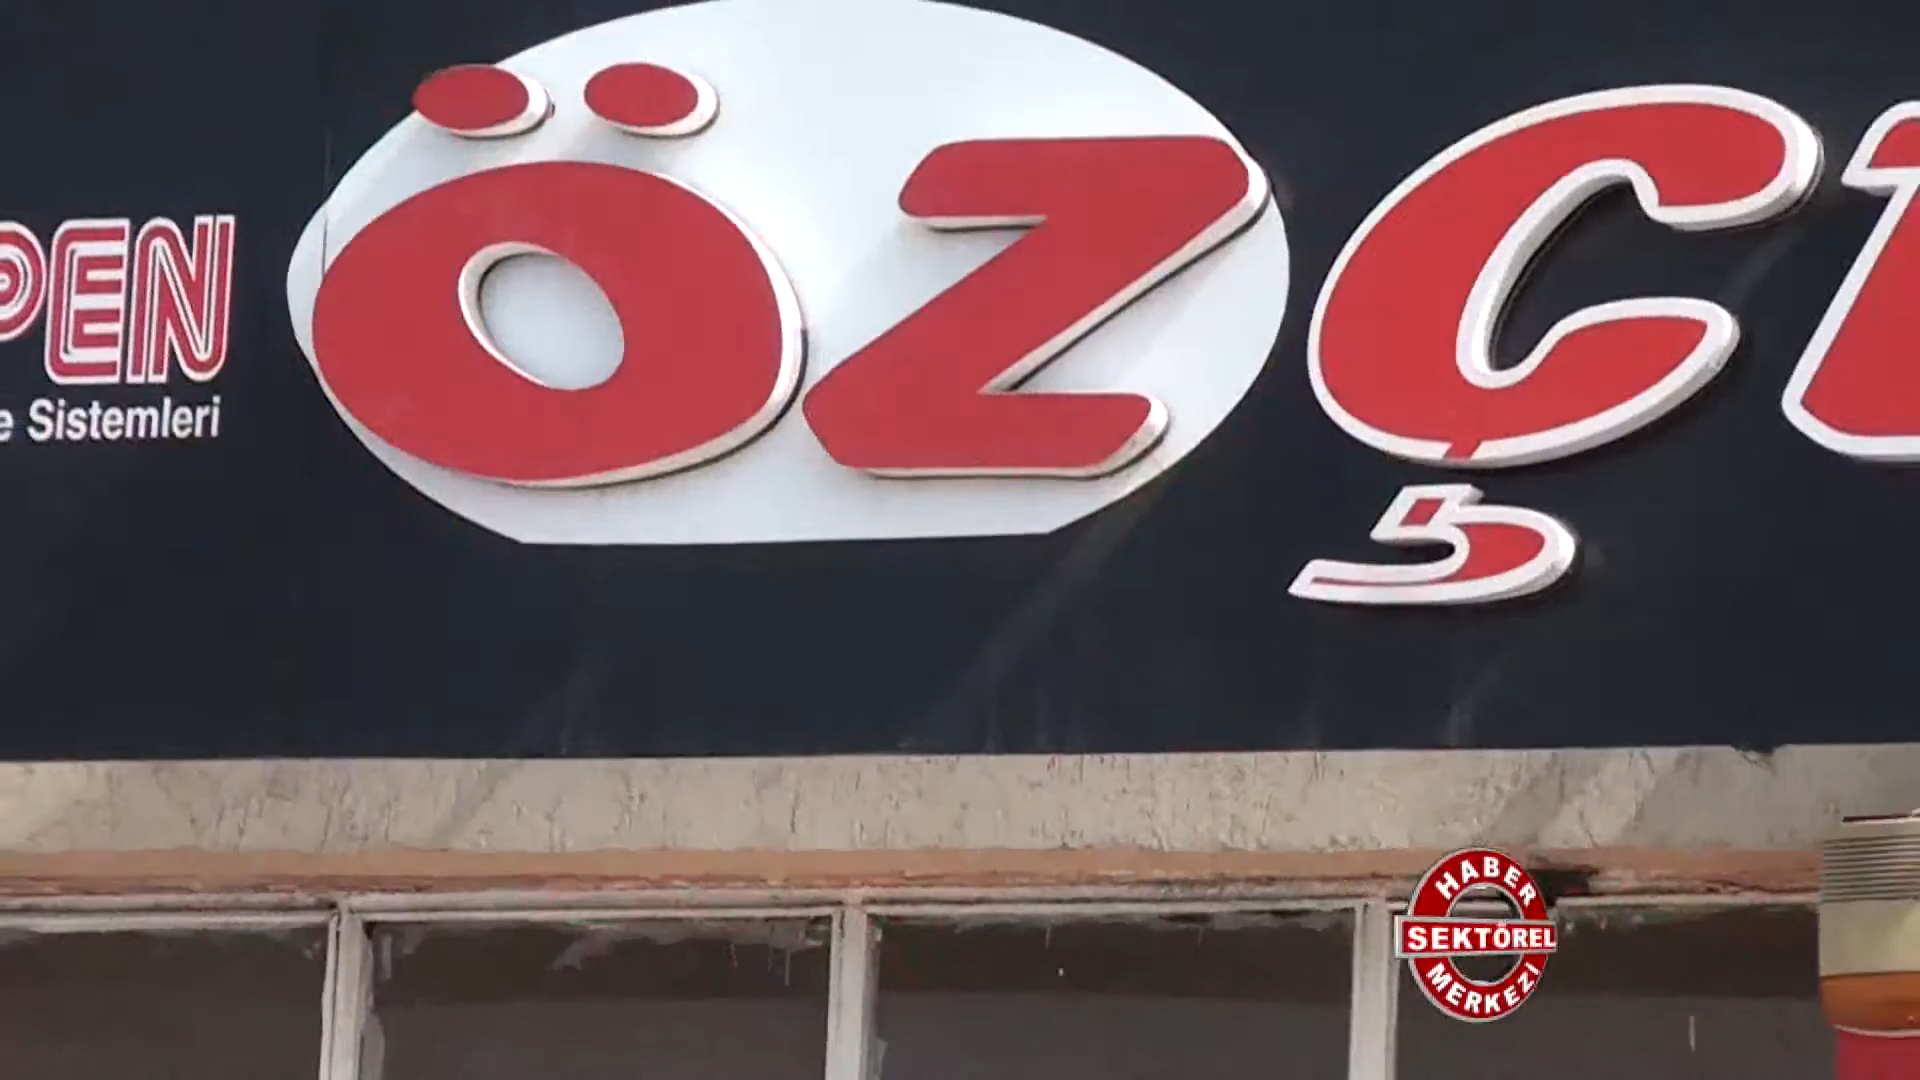 PEN
e Sistemleri
ÖZÇ
HABER
SEKTÖREL
MERKEZİ